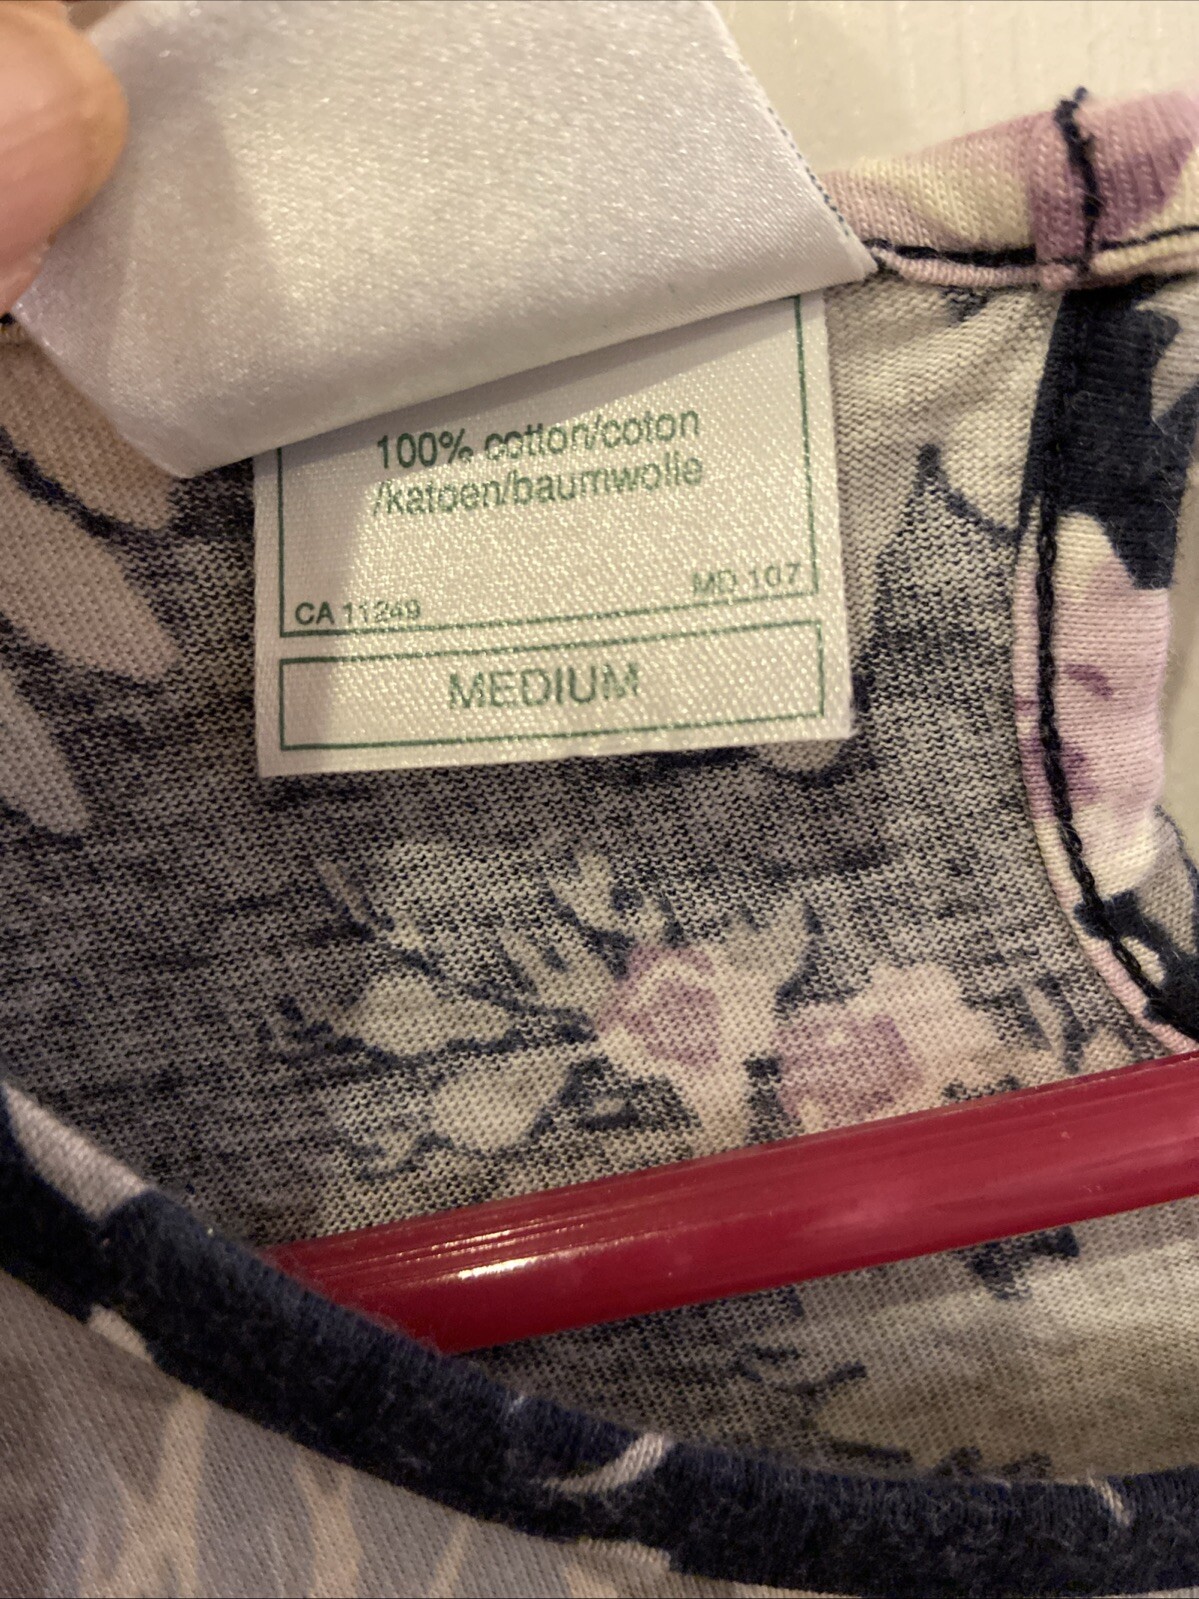 100% cotton/coton
/katoen/baumwolle
CA 11249 MD 107
MEDIUM